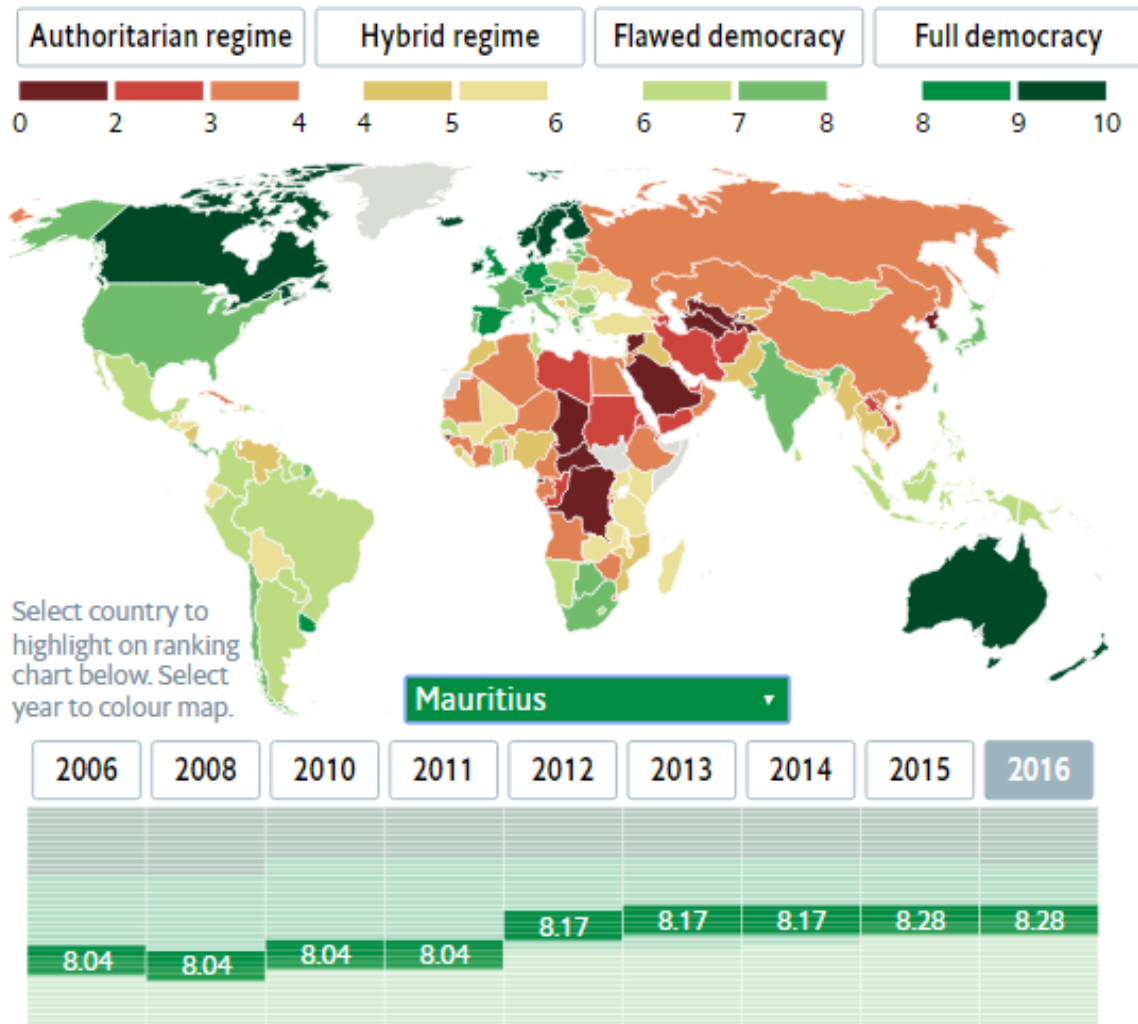 Authoritarian regime Hybrid regime Flawed democracy Full democracy
0 2 3 4 4 5 6 6 7 8 8 9 10
Select country to
highlight on ranking
chart below. Select
year to colour map.
Mauritius
2006 2008 2010 2011 2012 2013 2014 2015 2016
8.04 8.04 8.04 8.04 8.17 8.17 8.17 8.28 8.28